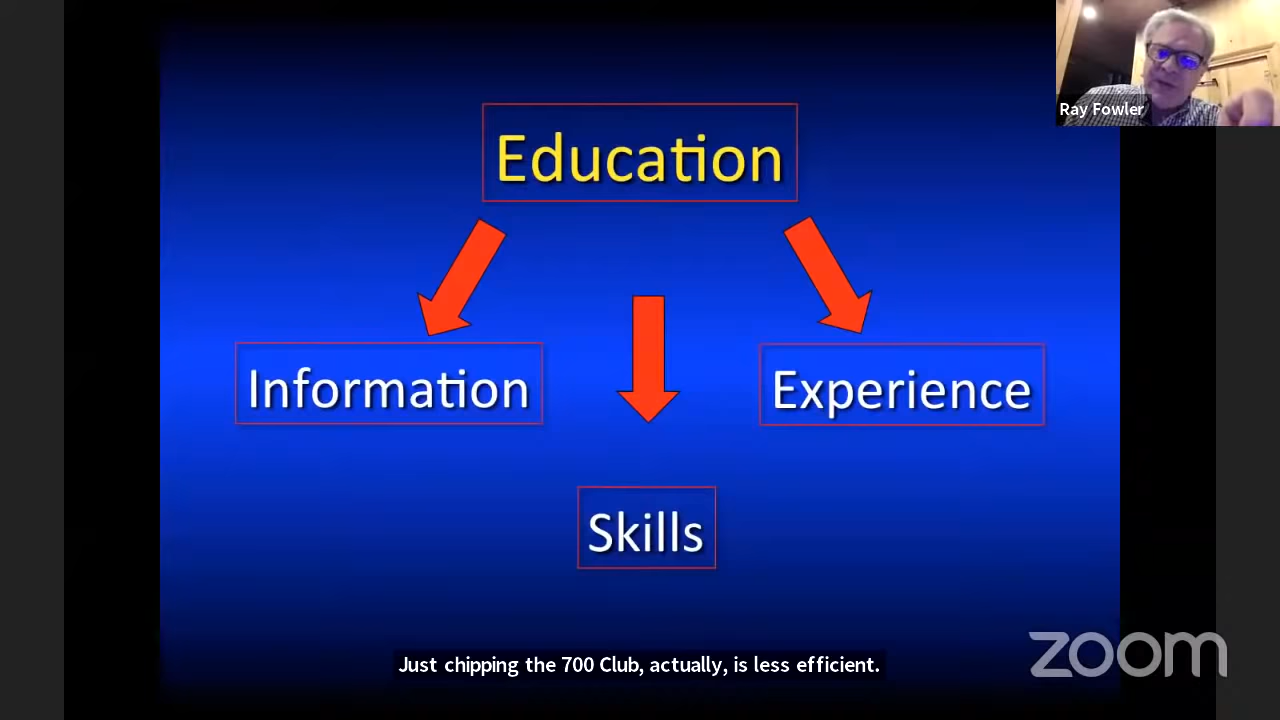 Ray Fowler
Education
Information
Experience
Skills
Just chipping the 700 Club, actually, is less efficient.
zoom